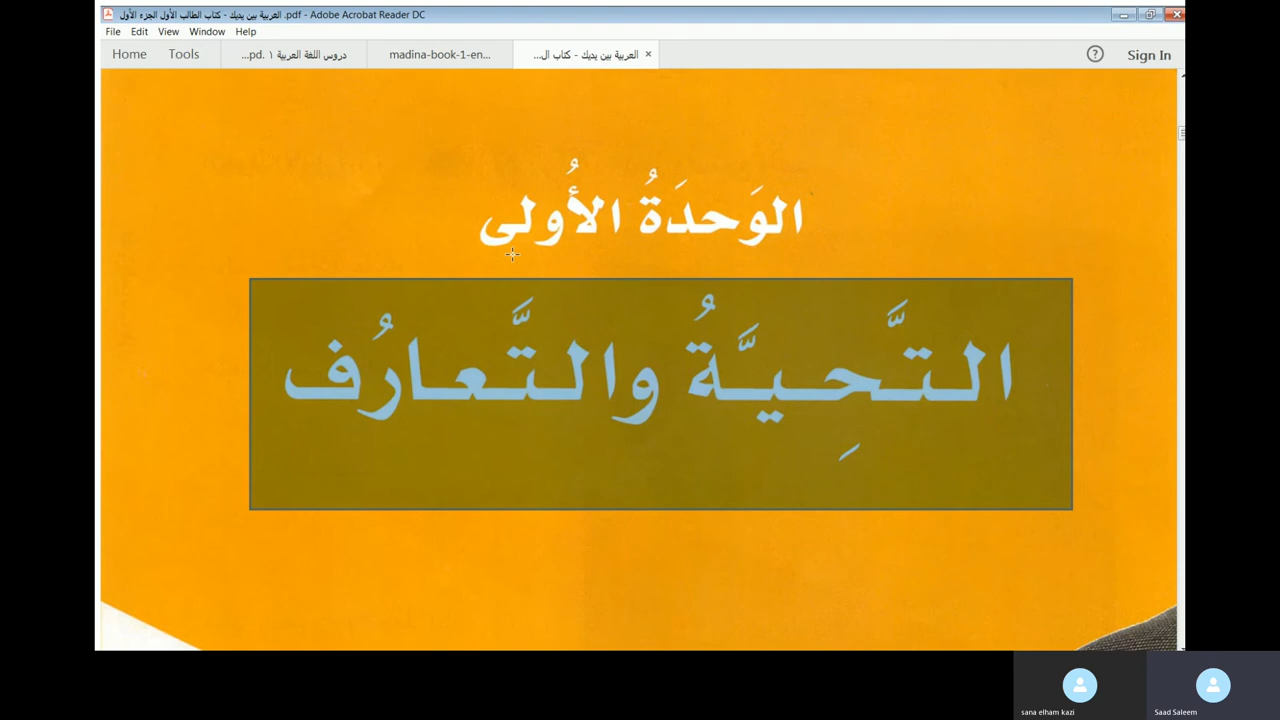 العربية بين يديك - كتاب الطالب الأول الجزء الأول .pdf - Adobe Acrobat Reader DC
File Edit View Window Help
Home Tools دروس اللغة العربية ١ pd... madina-book-1-en... العربية بين يديك - كتاب ال... × ? Sign In
الوَحدَةُ الأُولى
التَّحِيَّةُ والتَّعارُف
sana elham kazi
Saad Saleem